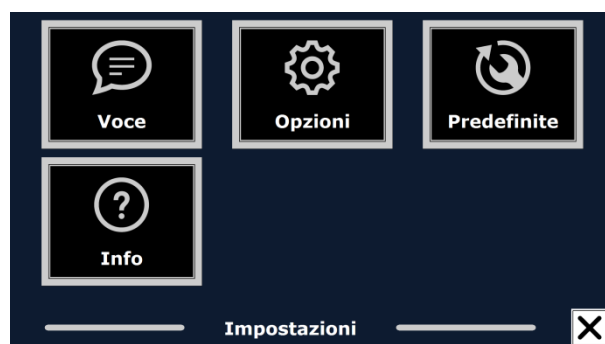 Voce
Opzioni
Predefinite
Info
Impostazioni